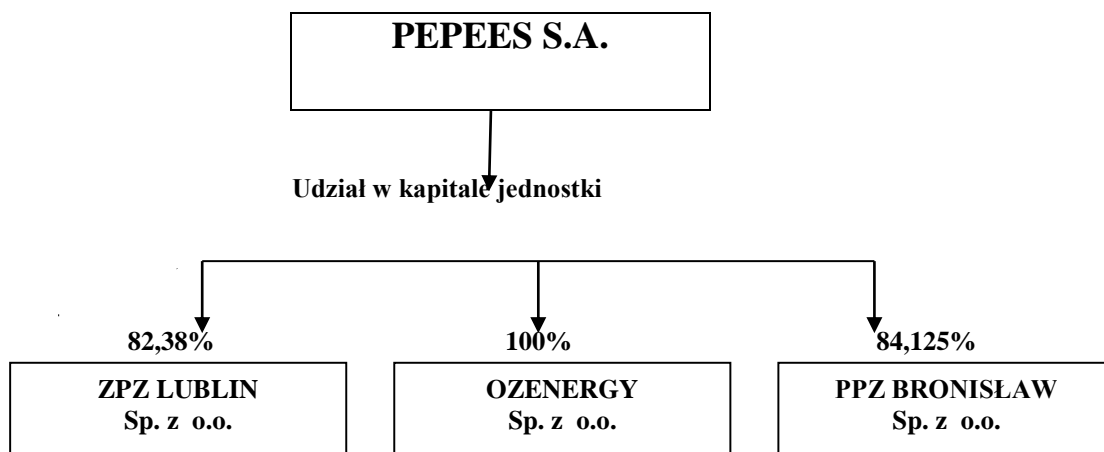 PEPEES S.A.
Udział w kapitale jednostki
82,38%
100%
84,125%
ZPZ LUBLIN
Sp. z o.o.
OZENERGY
Sp. z o.o.
PPZ BRONISŁAW
Sp. z o.o.